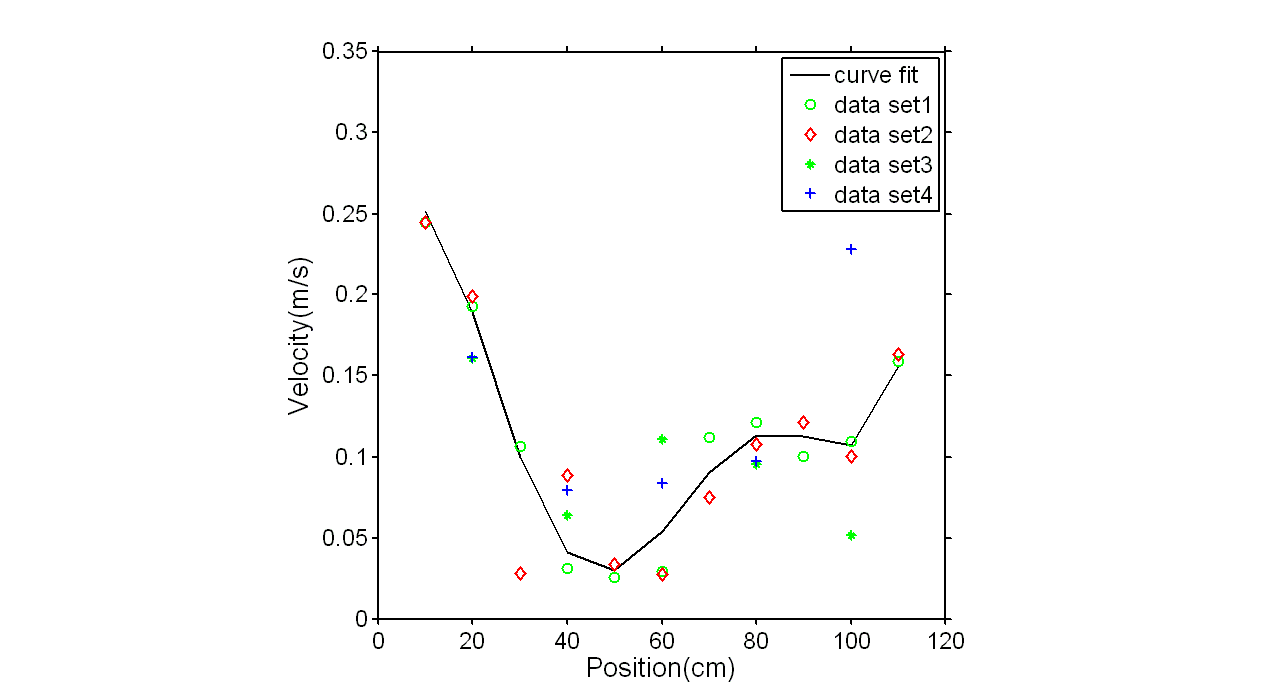 0.35
0.3
0.25
0.2
0.15
0.1
0.05
0
Velocity(m/s)
curve fit
data set1
data set2
data set3
data set4
0 20 40 60 80 100 120
Position(cm)